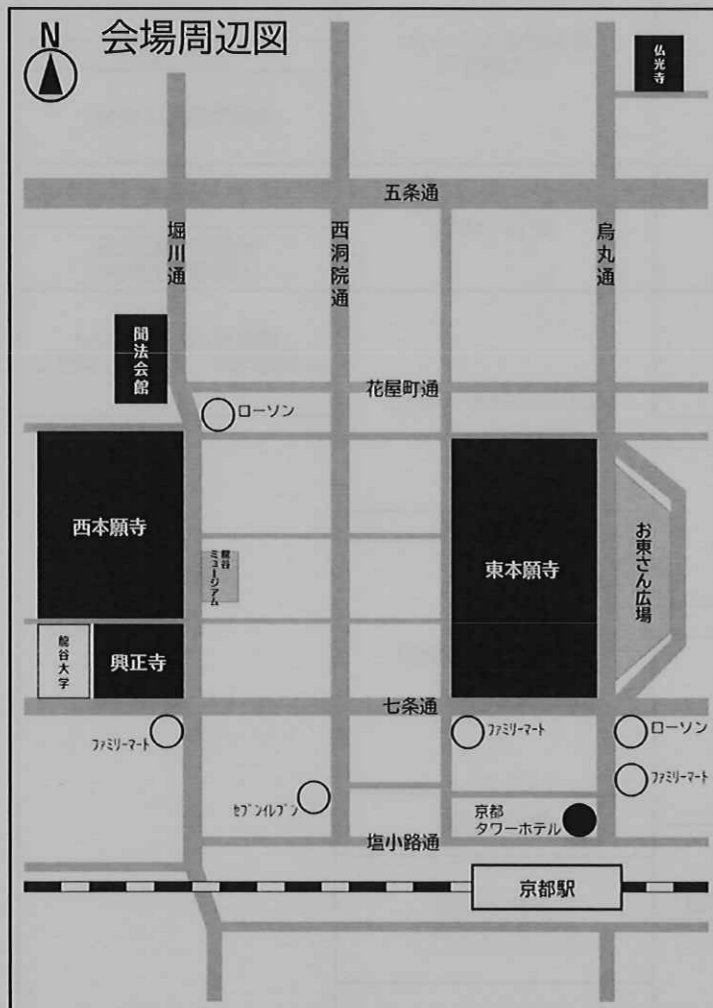 N
会場周辺図
仏光寺
五条通
堀川通
西洞院通
烏丸通
聞法会館
花屋町通
ローソン
西本願寺
龍谷
ミュージアム
東本願寺
お東さん広場
龍谷大学
興正寺
七条通
ファミリーマート
ファミリーマート
ローソン
ファミリーマート
セブンイレブン
京都
タワーホテル
塩小路通
京都駅